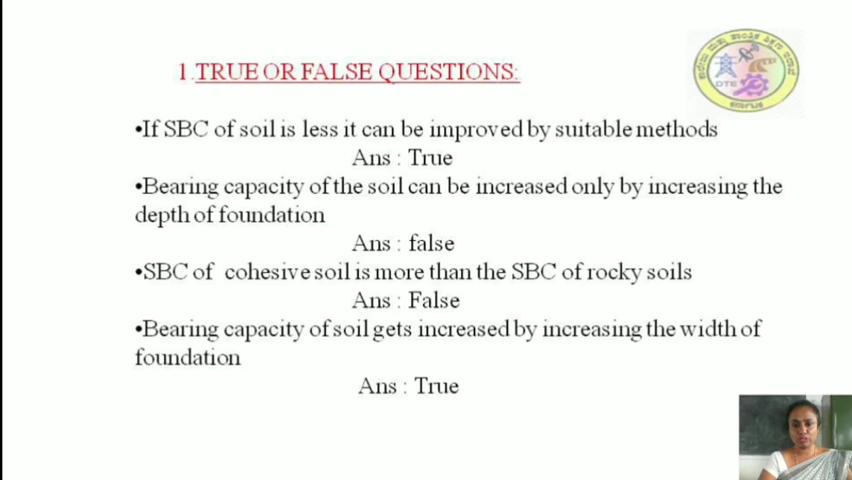 1.TRUE OR FALSE QUESTIONS:
•If SBC of soil is less it can be improved by suitable methods
Ans : True
•Bearing capacity of the soil can be increased only by increasing the
depth of foundation
Ans : false
•SBC of cohesive soil is more than the SBC of rocky soils
Ans : False
•Bearing capacity of soil gets increased by increasing the width of
foundation
Ans : True
DTE